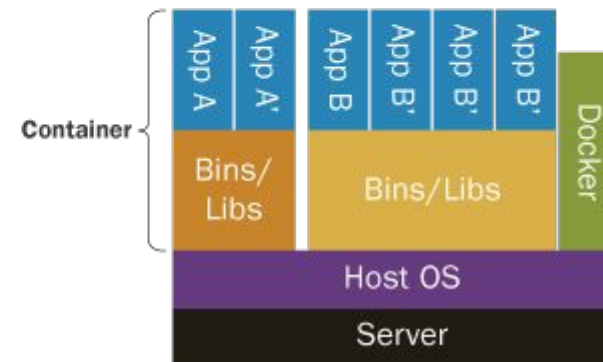 App A
App A'
App B
App B'
App B'
App B'
Container
Bins/
Libs
Bins/Libs
Docker
Host OS
Server